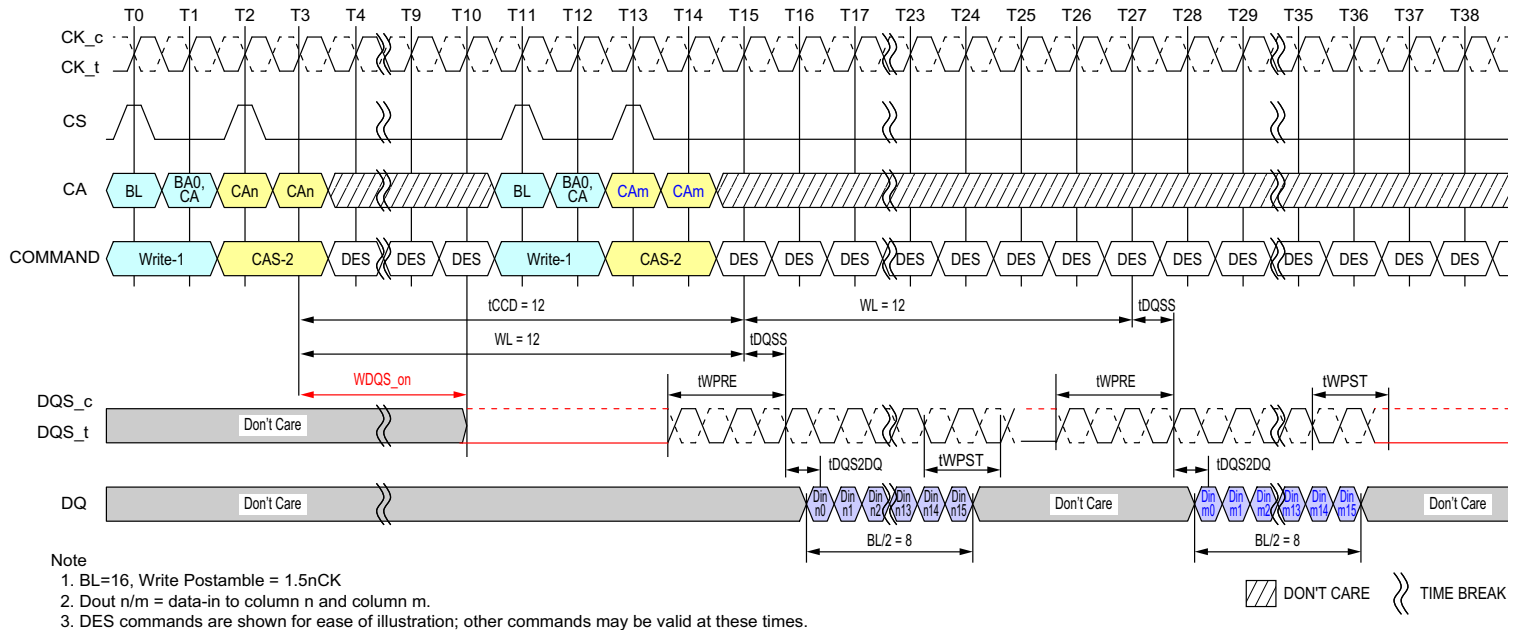 T0 T1 T2 T3 T4 T9 T10 T11 T12 T13 T14 T15 T16 T17 T23 T24 T25 T26 T27 T28 T29 T35 T36 T37 T38
CK_c
CK_t
CS
CA BL BA0, CA CAn CAn BL BA0, CA CAm CAm
COMMAND Write-1 CAS-2 DES DES DES Write-1 CAS-2 DES DES DES DES DES DES DES DES DES DES DES DES DES DES
tCCD = 12 WL = 12 tDQSS
WL = 12 tDQSS
WDQS_on tWPRE tWPRE tWPST
DQS_c
DQS_t Don't Care
tDQS2DQ tWPST tDQS2DQ
DQ Don't Care Din n0 Din n1 Din n2 Din n13 Din n14 Din n15 Don't Care Din m0 Din m1 Din m2 Din m13 Din m14 Din m15 Don't Care
BL/2 = 8 BL/2 = 8
Note
1. BL=16, Write Postamble = 1.5nCK
2. Dout n/m = data-in to column n and column m.
3. DES commands are shown for ease of illustration; other commands may be valid at these times.
DON'T CARE TIME BREAK